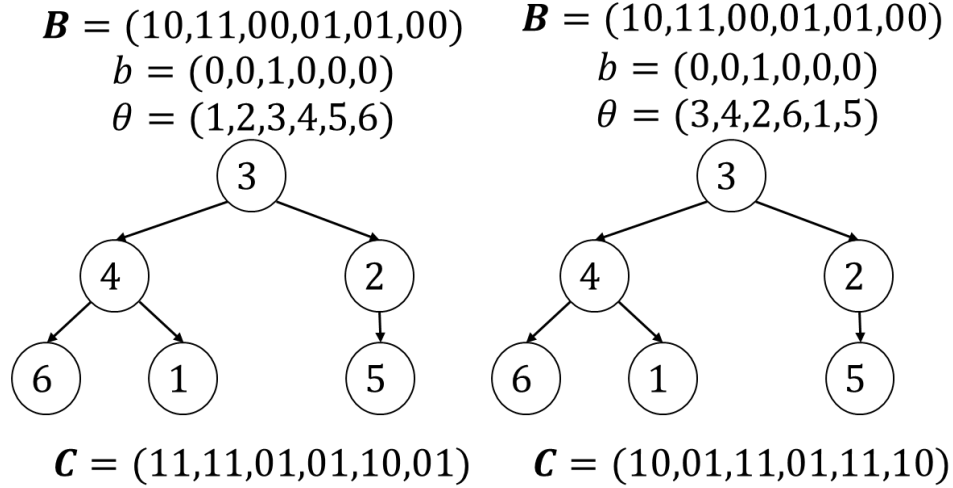 B = (10,11,00,01,01,00)
b = (0,0,1,0,0,0)
θ = (1,2,3,4,5,6)
3
4 2
6 1 5
C = (11,11,01,01,10,01)
B = (10,11,00,01,01,00)
b = (0,0,1,0,0,0)
θ = (3,4,2,6,1,5)
3
4 2
6 1 5
C = (10,01,11,01,11,10)